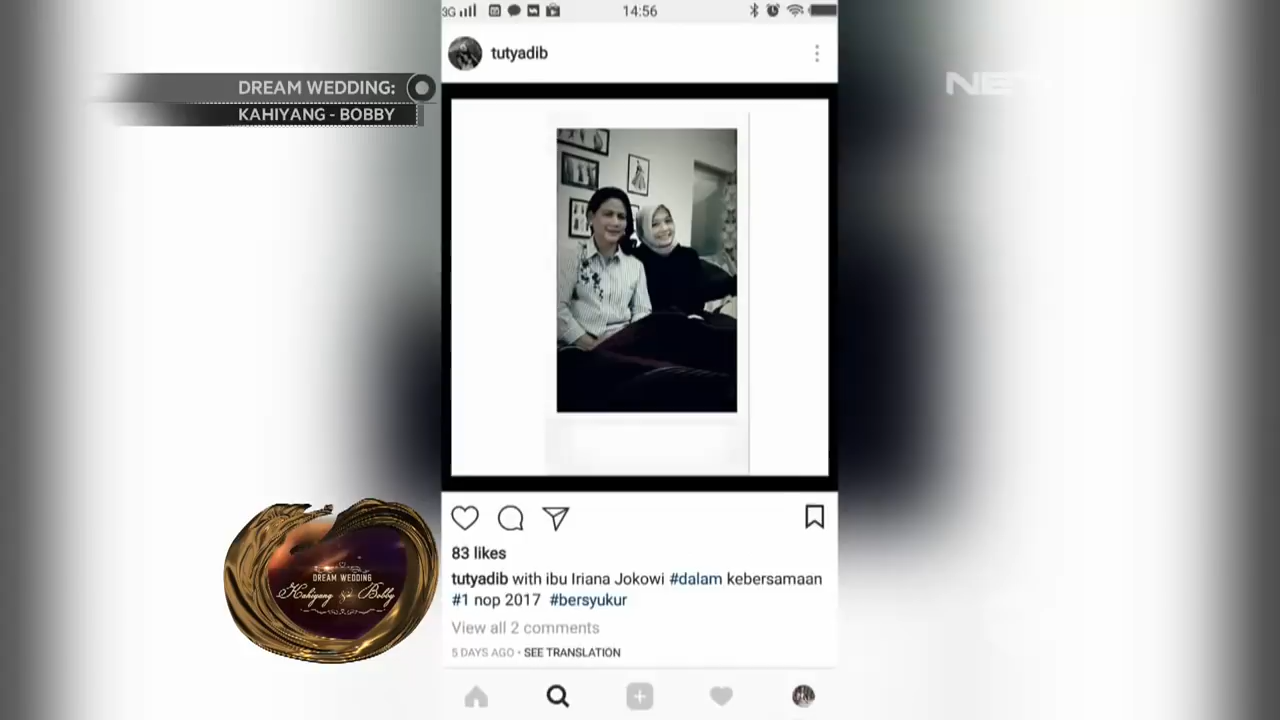 3G 14:56
tutyadib
DREAM WEDDING:
KAHIYANG - BOBBY
NET
83 likes
tutyadib with ibu Iriana Jokowi #dalam kebersamaan
#1 nop 2017 #bersyukur
View all 2 comments
5 DAYS AGO • SEE TRANSLATION
DREAM WEDDING
Kahiyang Bobby